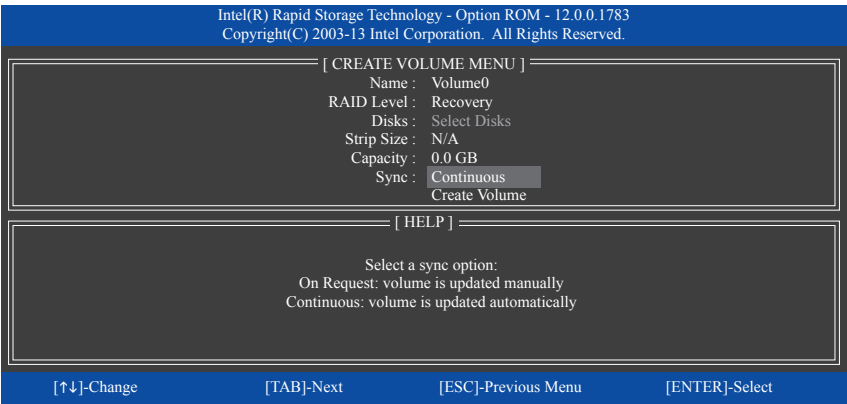 Intel(R) Rapid Storage Technology - Option ROM - 12.0.0.1783
Copyright(C) 2003-13 Intel Corporation. All Rights Reserved.
[ CREATE VOLUME MENU ]
Name : Volume0
RAID Level : Recovery
Disks : Select Disks
Strip Size : N/A
Capacity : 0.0 GB
Sync : Continuous
Create Volume
[ HELP ]
Select a sync option:
On Request: volume is updated manually
Continuous: volume is updated automatically
[↑↓]-Change [TAB]-Next [ESC]-Previous Menu [ENTER]-Select